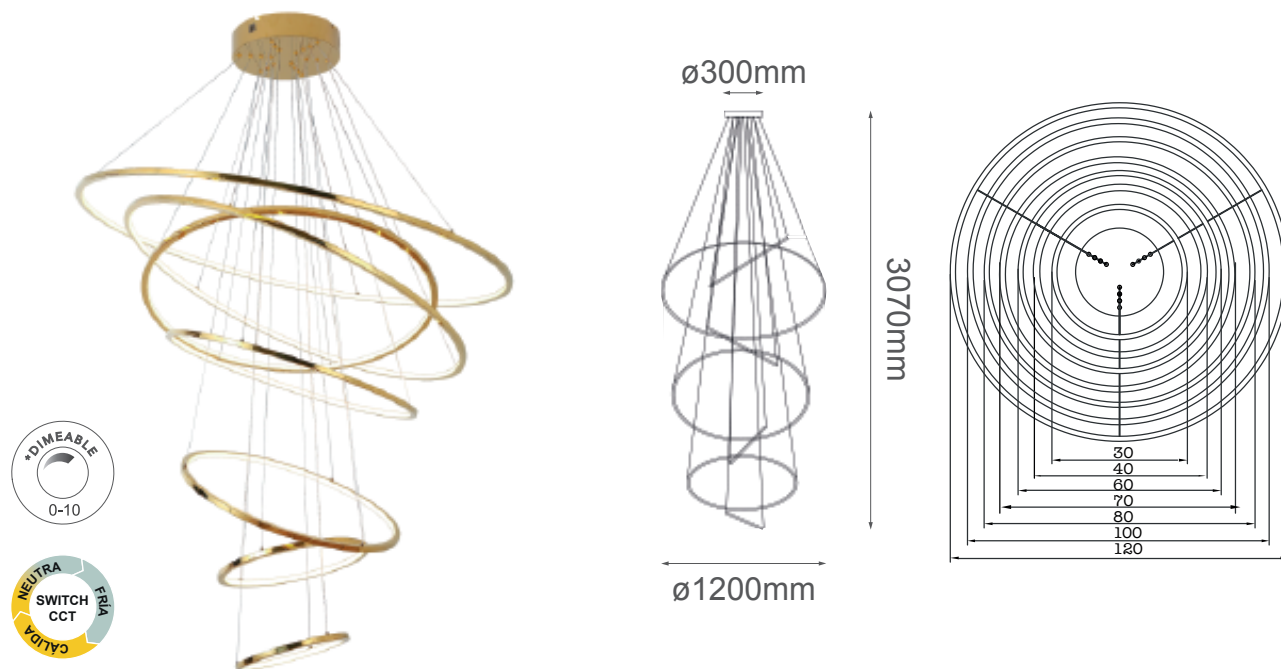 ø300mm
3070mm
ø1200mm
30
40
60
70
80
100
120
*DIMEABLE
0-10
NEUTRA
FRÍA
CÁLIDA
SWITCH
CCT